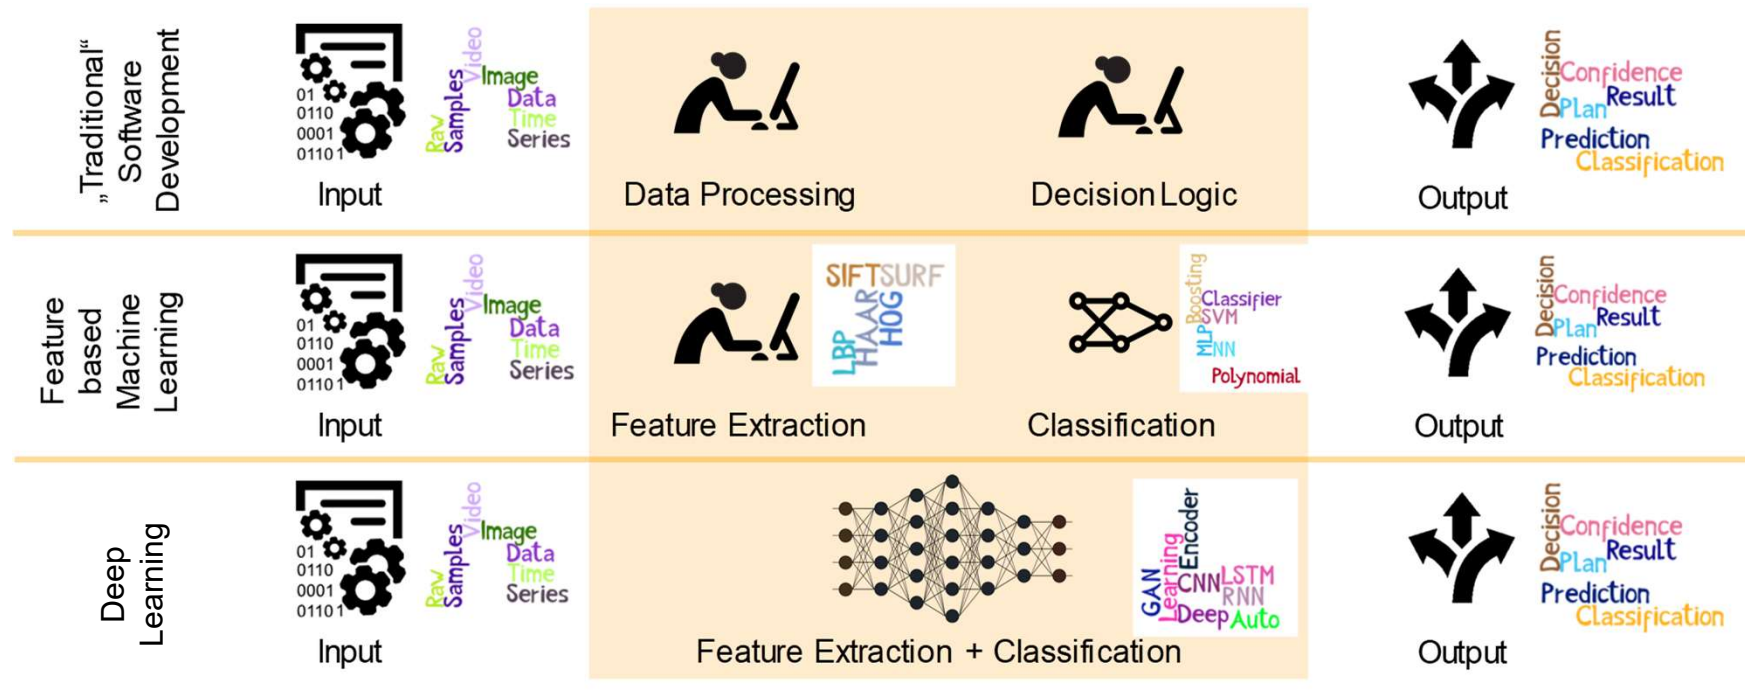 „Traditional“
Software
Development
01
0110
0001
01101
Input
Raw
Samples
Video
Image
Data
Time
Series
Data Processing
Decision Logic
Output
Decision
Confidence
Plan
Result
Prediction
Classification
Feature
based
Machine
Learning
01
0110
0001
01101
Input
Raw
Samples
Video
Image
Data
Time
Series
Feature Extraction
SIFT
SURF
LBP
HAAR
HOG
Classification
Boosting
Classifier
SVM
MLP
NN
Polynomial
Output
Decision
Confidence
Plan
Result
Prediction
Classification
Deep
Learning
01
0110
0001
01101
Input
Raw
Samples
Video
Image
Data
Time
Series
Feature Extraction + Classification
GAN
Learning
Encoder
CNN
LSTM
RNN
Deep
Auto
Output
Decision
Confidence
Plan
Result
Prediction
Classification